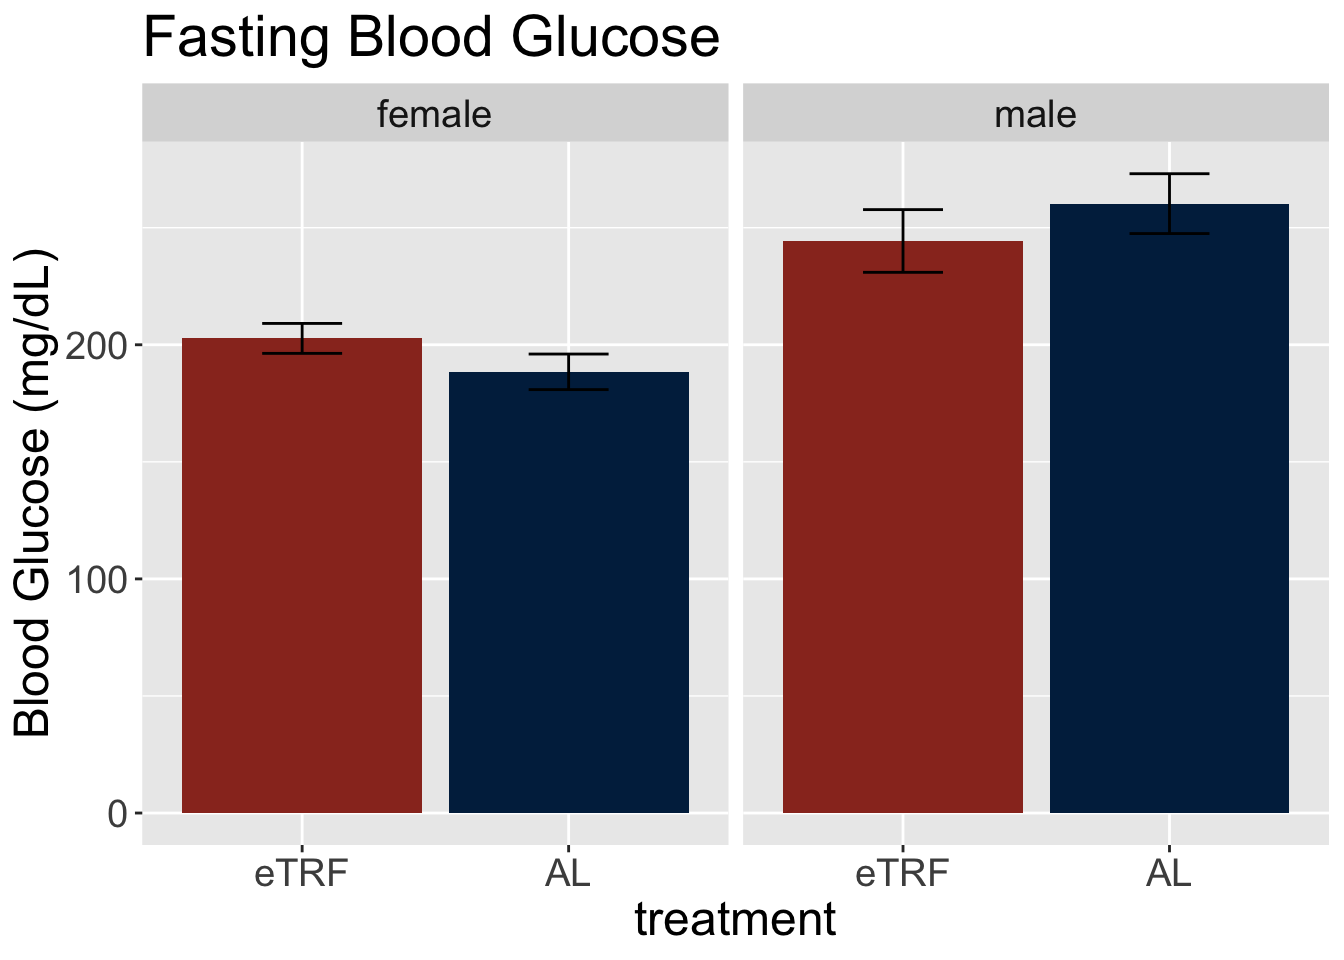 Fasting Blood Glucose
female
male
Blood Glucose (mg/dL)
200
100
0
eTRF
AL
eTRF
AL
treatment